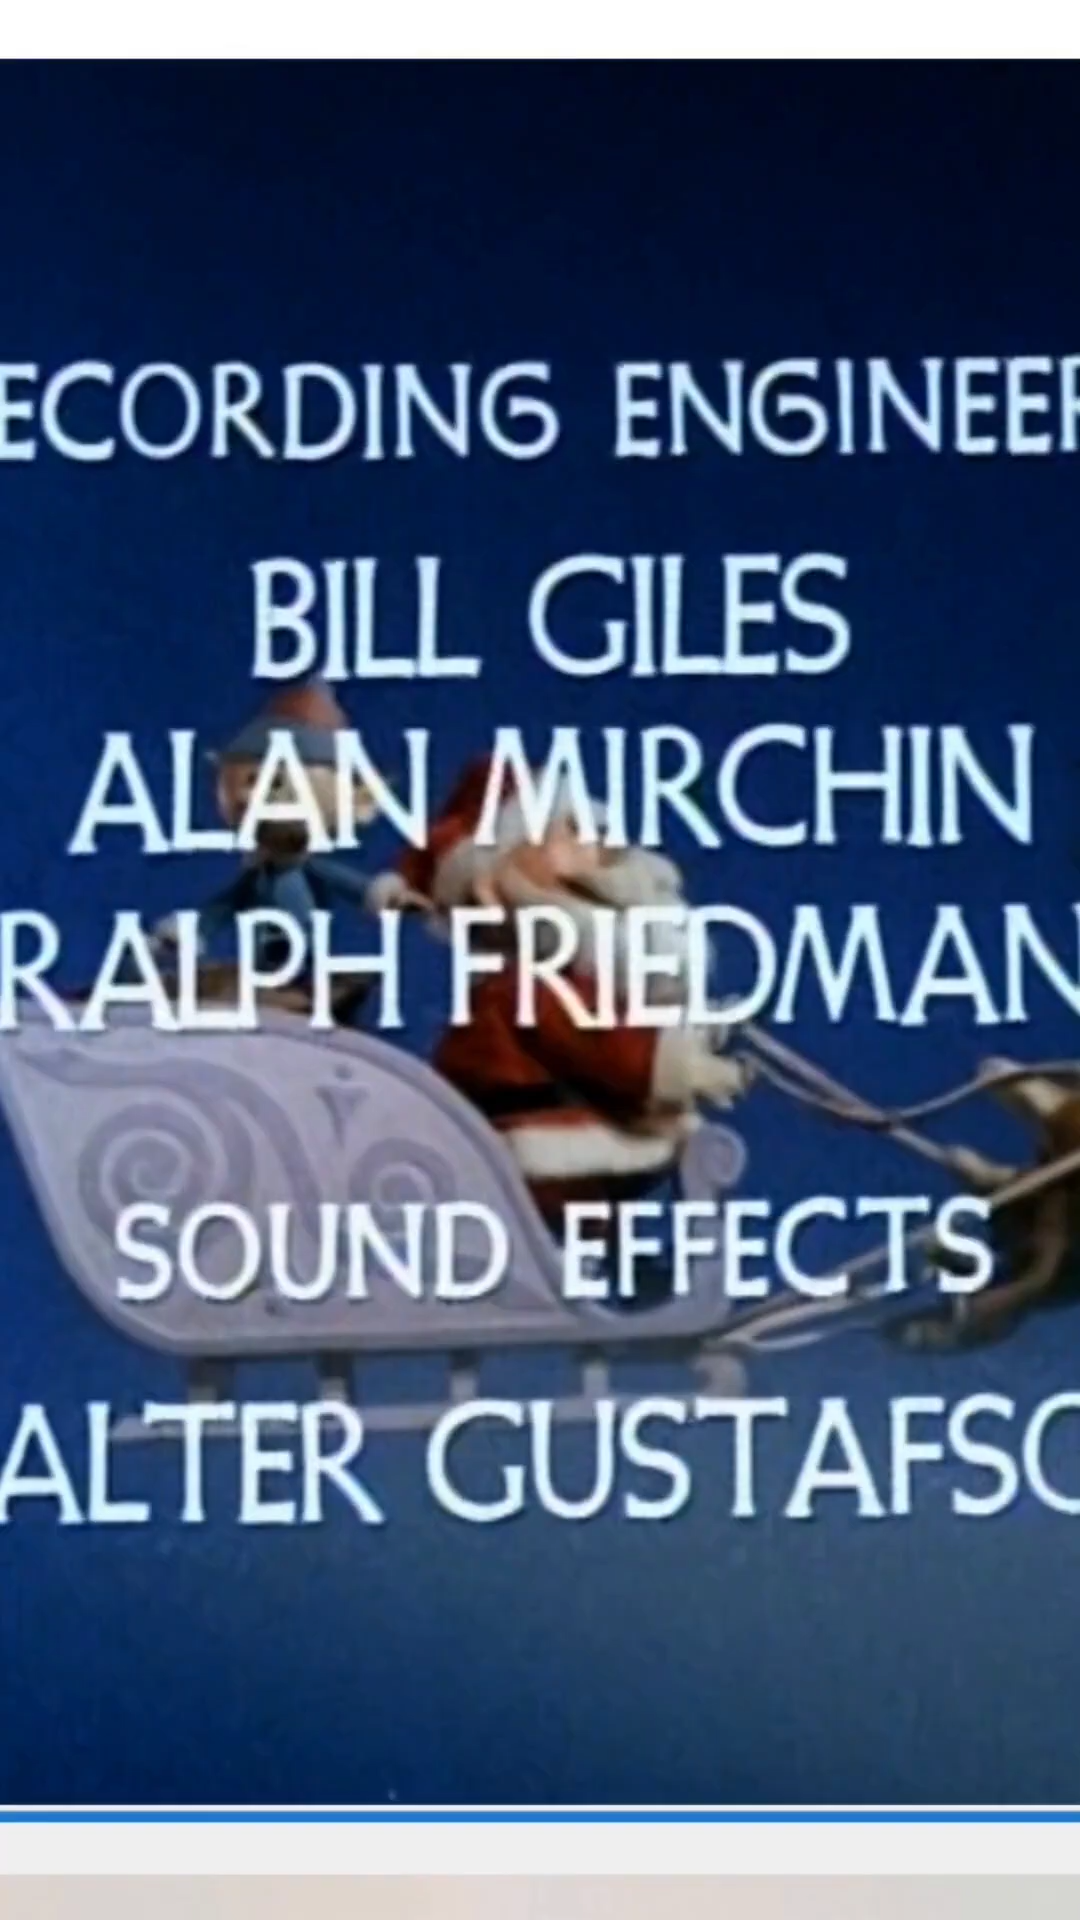 ECORDING ENGINEER
BILL GILES
ALAN MIRCHIN
RALPH FRIEDMAN
SOUND EFFECTS
ALTER GUSTAFSO